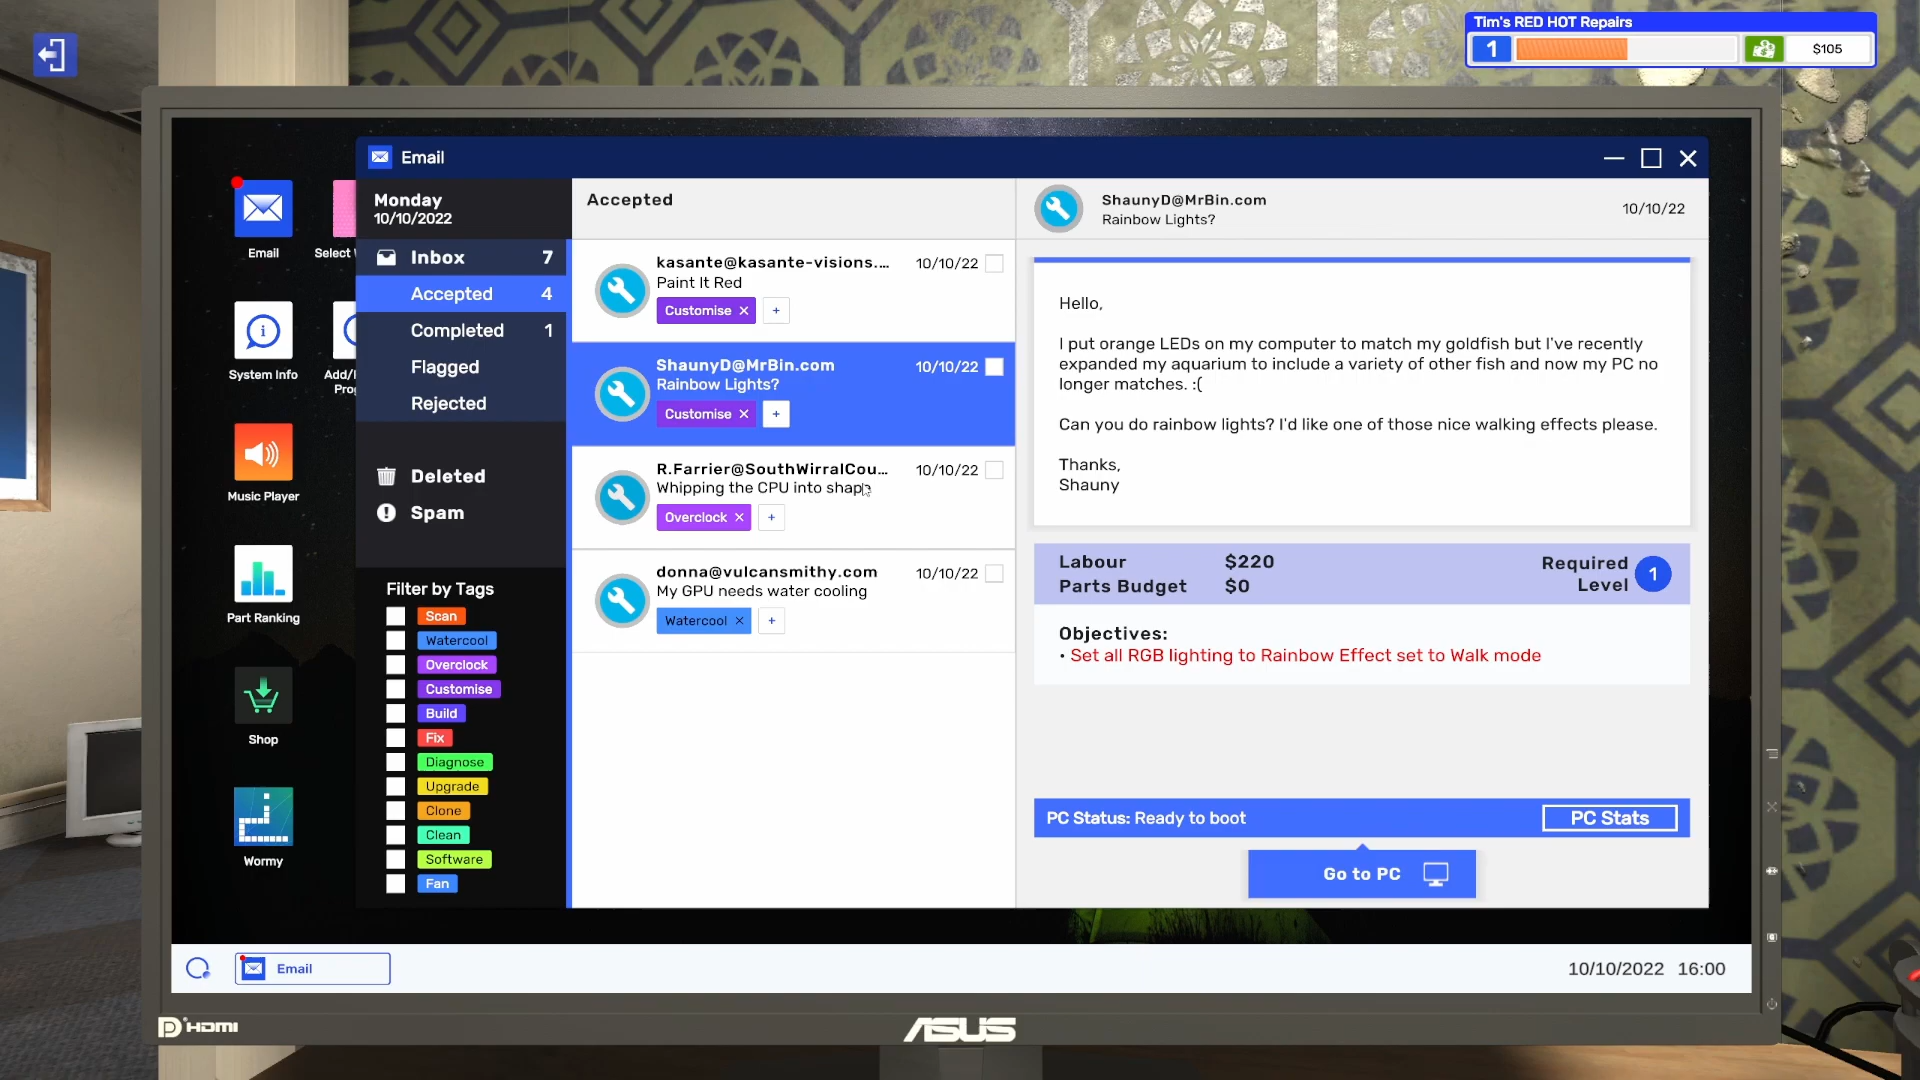 Tim's RED HOT Repairs
1
$105
Email
Monday
10/10/2022
Inbox 7
Accepted 4
Completed 1
Flagged
Rejected
Deleted
Spam
Filter by Tags
Scan
Watercool
Overclock
Customise
Build
Fix
Diagnose
Upgrade
Clone
Clean
Software
Fan
Email
Select
System Info
Add/
Prog
Music Player
Part Ranking
Shop
Wormy
Accepted
kasante@kasante-visions.... 10/10/22
Paint It Red
Customise × +
ShaunyD@MrBin.com 10/10/22
Rainbow Lights?
Customise × +
R.Farrier@SouthWirralCou... 10/10/22
Whipping the CPU into shape
Overclock × +
donna@vulcansmithy.com 10/10/22
My GPU needs water cooling
Watercool × +
ShaunyD@MrBin.com
Rainbow Lights?
10/10/22
Hello,
I put orange LEDs on my computer to match my goldfish but I've recently
expanded my aquarium to include a variety of other fish and now my PC no
longer matches. :(
Can you do rainbow lights? I'd like one of those nice walking effects please.
Thanks,
Shauny
Labour $220
Parts Budget $0
Required
Level 1
Objectives:
• Set all RGB lighting to Rainbow Effect set to Walk mode
PC Status: Ready to boot
PC Stats
Go to PC
Email
10/10/2022 16:00
HDMI
ASUS